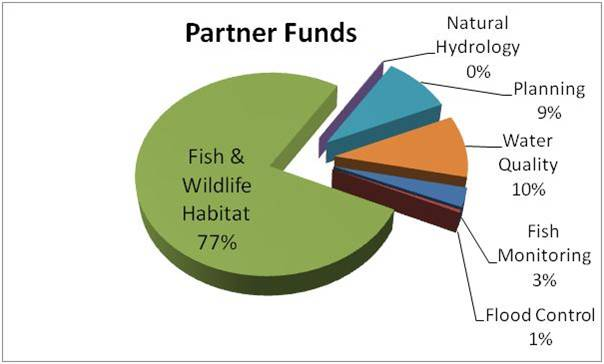 Partner Funds
Natural
Hydrology
0%
Planning
9%
Water
Quality
10%
Fish
Monitoring
3%
Flood Control
1%
Fish &
Wildlife
Habitat
77%